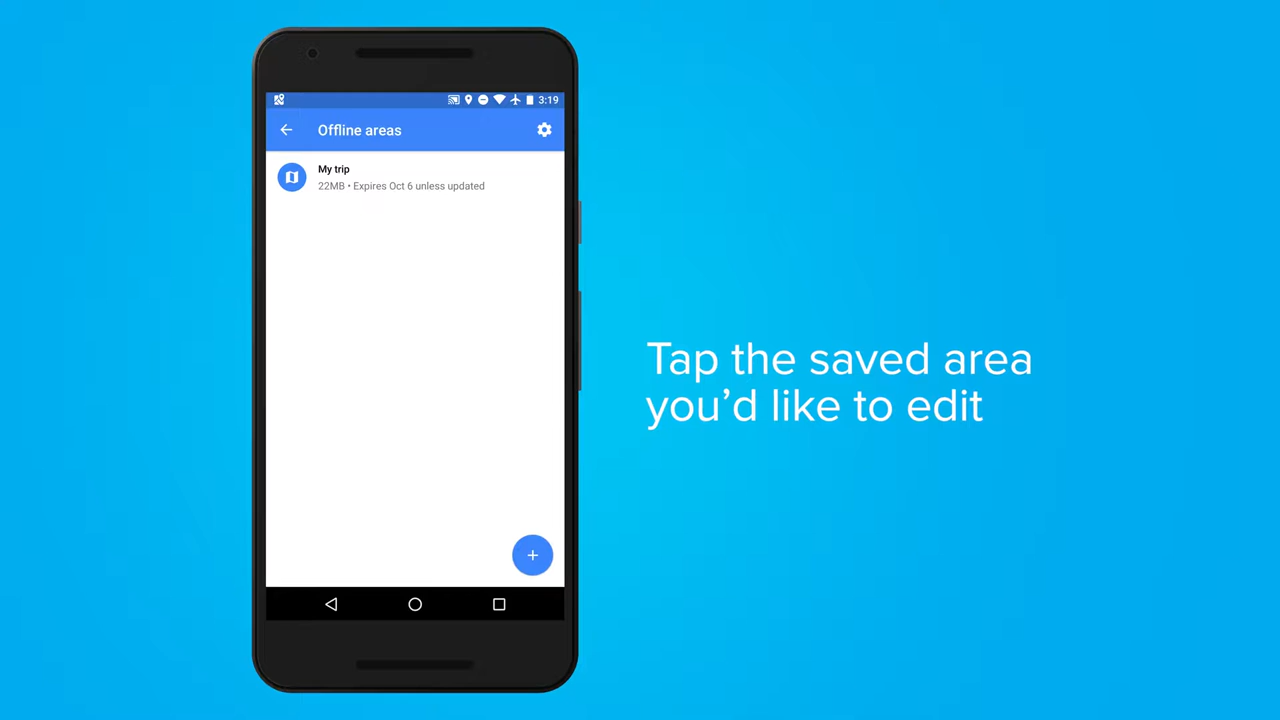 3:19
Offline areas
My trip
22MB • Expires Oct 6 unless updated
Tap the saved area
you’d like to edit